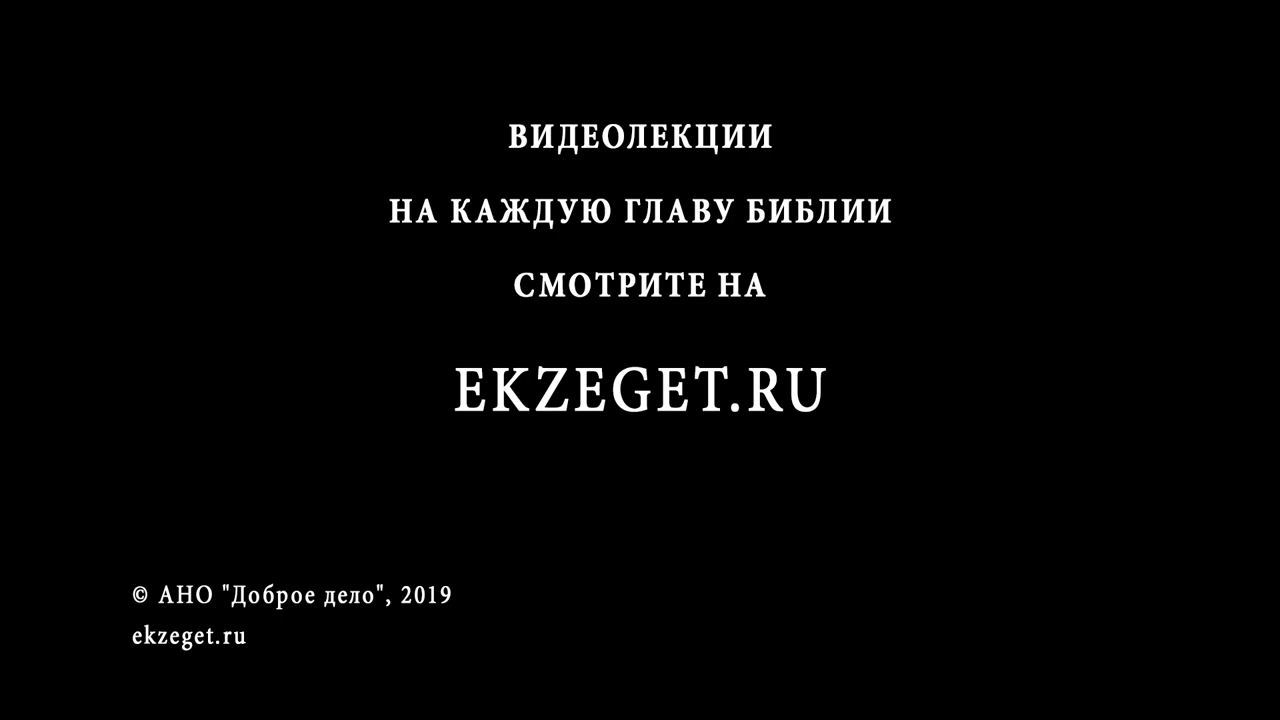 ВИДЕОЛЕКЦИИ
НА КАЖДУЮ ГЛАВУ БИБЛИИ
СМОТРИТЕ НА
EKZEGET.RU
© АНО "Доброе дело", 2019
ekzeget.ru